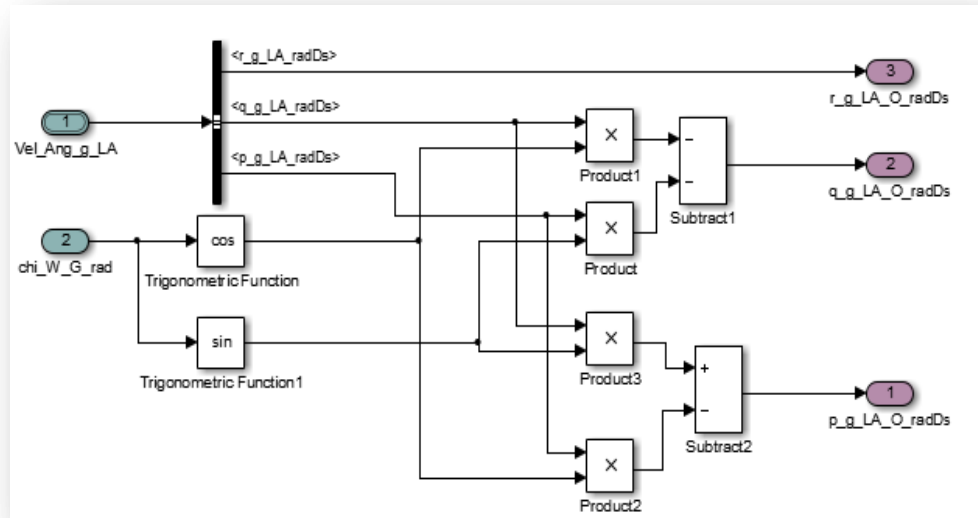 <r_g_LA_radDs>
3
r_g_LA_O_radDs
<q_g_LA_radDs>
1
Vel_Ang_g_LA
×
Product1
−
−
Subtract1
2
q_g_LA_O_radDs
<p_g_LA_radDs>
×
Product
2
chi_W_G_rad
cos
Trigonometric Function
sin
Trigonometric Function1
×
Product3
+
−
Subtract2
1
p_g_LA_O_radDs
×
Product2